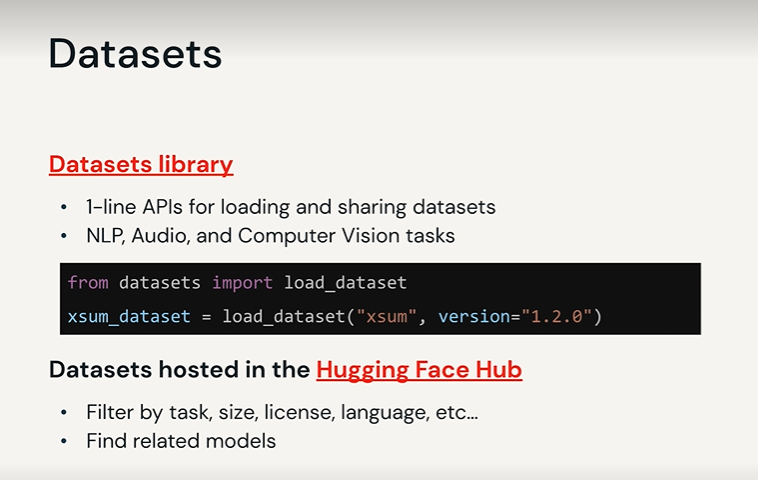 Datasets
Datasets library
• 1-line APIs for loading and sharing datasets
• NLP, Audio, and Computer Vision tasks
from datasets import load_dataset
xsum_dataset = load_dataset("xsum", version="1.2.0")
Datasets hosted in the Hugging Face Hub
• Filter by task, size, license, language, etc…
• Find related models